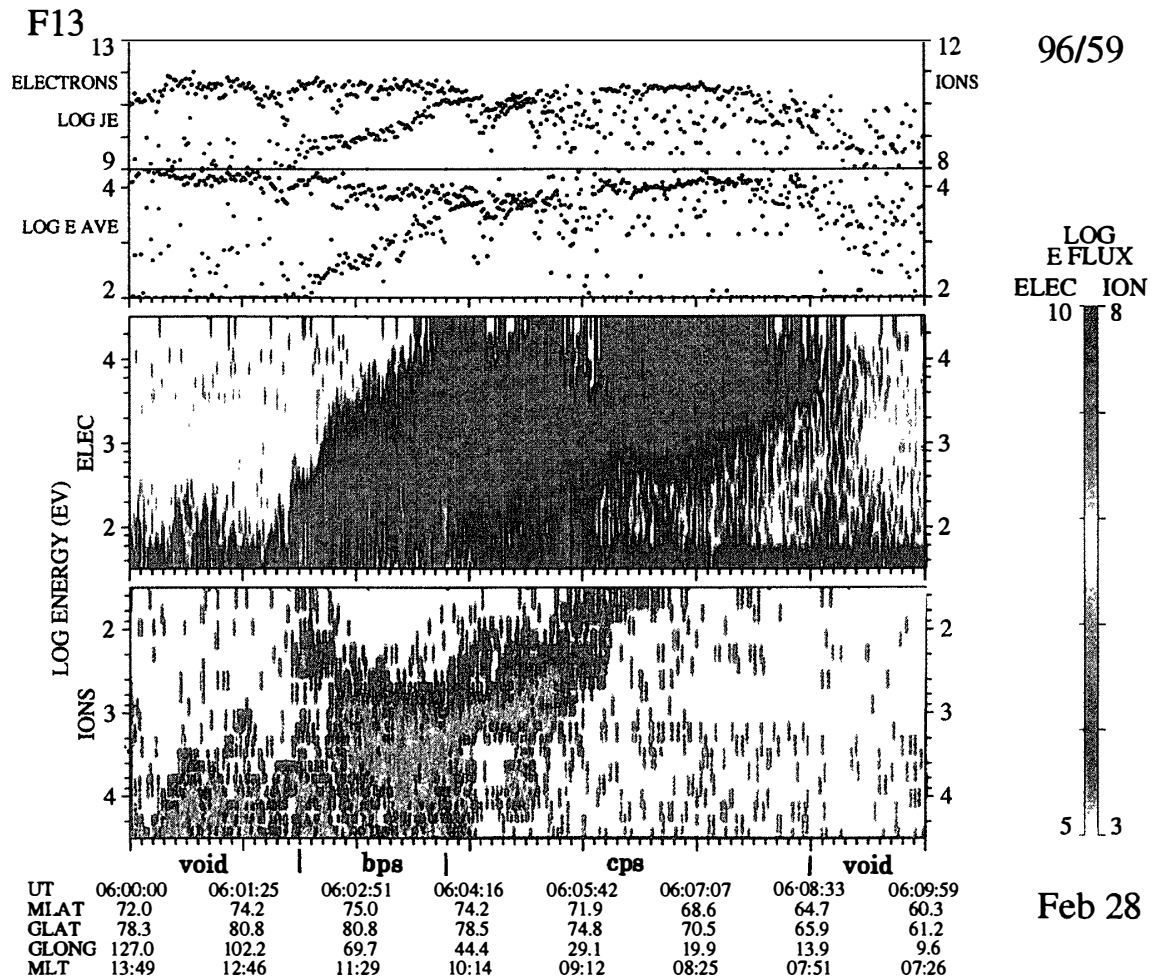 F13
96/59
13 12
ELECTRONS IONS
LOG JE
9 8
4 4
LOG E AVE
2 2
LOG
E FLUX
ELEC ION
10 8
4 4
ELEC
3 3
2 2
LOG ENERGY (EV)
2 2
IONS
3 3
4 4
5 3
void | bps | cps | void
UT 06:00:00 06:01:25 06:02:51 06:04:16 06:05:42 06:07:07 06:08:33 06:09:59
MLAT 72.0 74.2 75.0 74.2 71.9 68.6 64.7 60.3
GLAT 78.3 80.8 80.8 78.5 74.8 70.5 65.9 61.2
GLONG 127.0 102.2 69.7 44.4 29.1 19.9 13.9 9.6
MLT 13:49 12:46 11:29 10:14 09:12 08:25 07:51 07:26
Feb 28